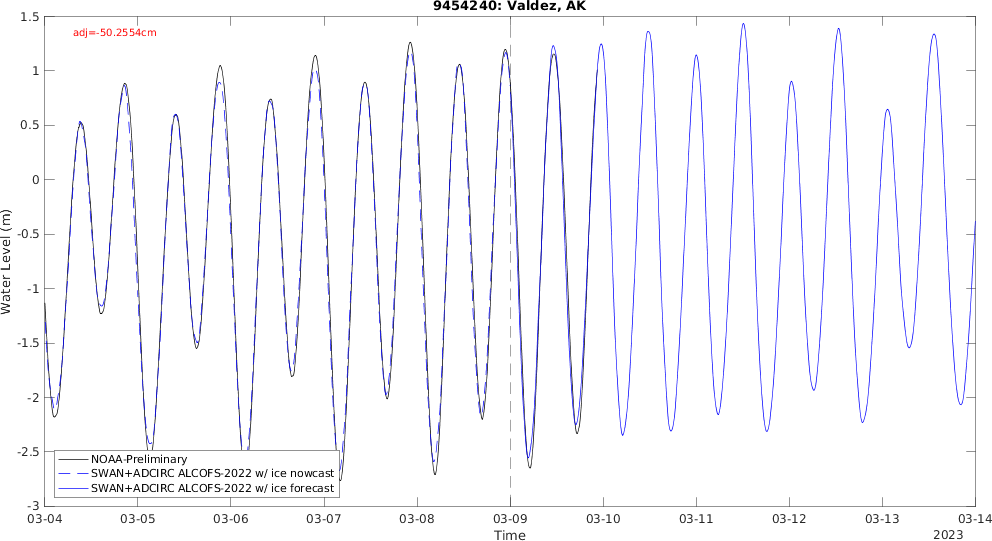 9454240: Valdez, AK
adj=-50.2554cm
1.5
1
0.5
0
-0.5
-1
-1.5
-2
-2.5
-3
Water Level (m)
NOAA-Preliminary
SWAN+ADCIRC ALCOFS-2022 w/ ice nowcast
SWAN+ADCIRC ALCOFS-2022 w/ ice forecast
03-04 03-05 03-06 03-07 03-08 03-09 03-10 03-11 03-12 03-13 03-14
Time
2023